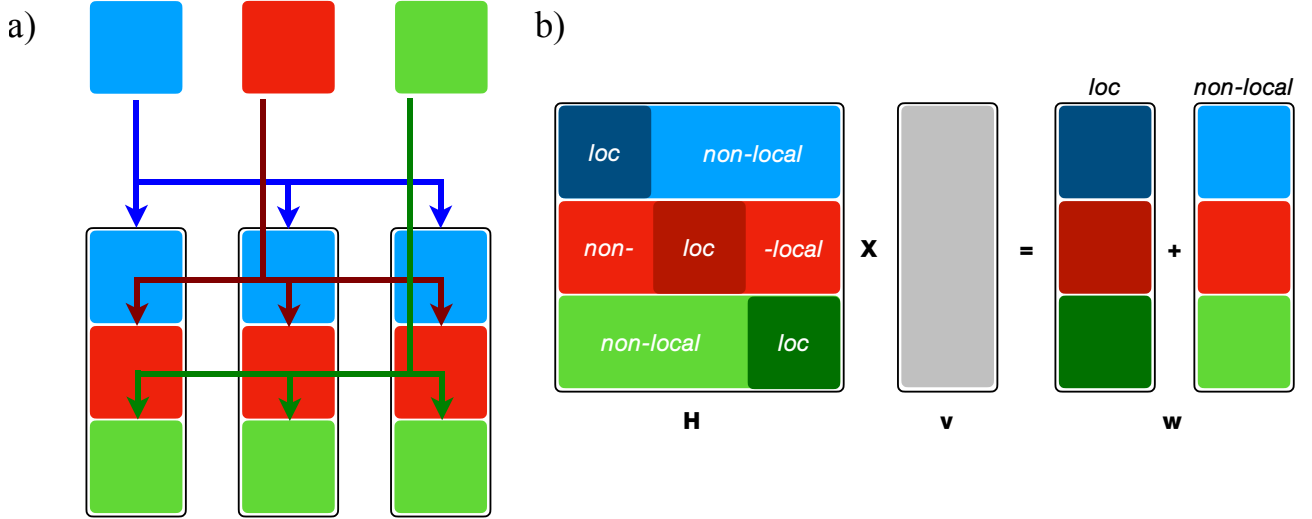 a)
b)
loc non-local
loc non-local
non- loc -local
X = +
non-local loc
H v w